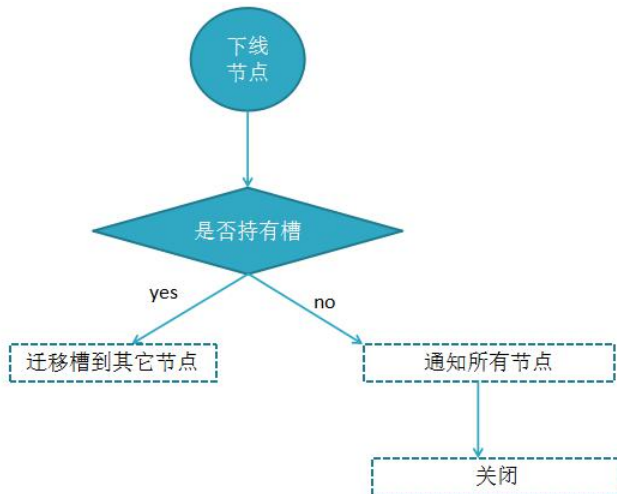 下线
节点
是否持有槽
yes
no
迁移槽到其它节点
通知所有节点
关闭